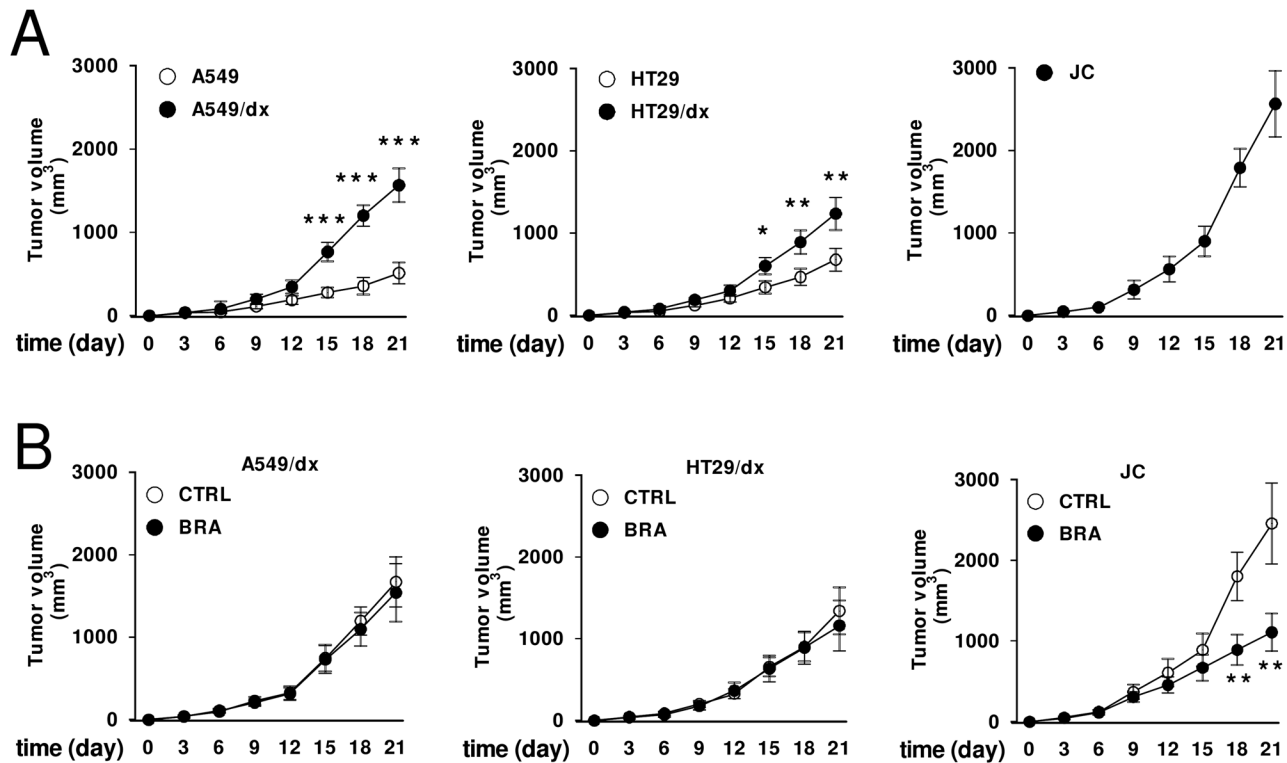 A
A549
A549/dx
Tumor volume
(mm3)
3000
2000
1000
0
***
***
***
time (day) 0 3 6 9 12 15 18 21
HT29
HT29/dx
Tumor volume
(mm3)
3000
2000
1000
0
*
**
**
time (day) 0 3 6 9 12 15 18 21
JC
Tumor volume
(mm3)
3000
2000
1000
0
time (day) 0 3 6 9 12 15 18 21
B
A549/dx
CTRL
BRA
Tumor volume
(mm3)
3000
2000
1000
0
time (day) 0 3 6 9 12 15 18 21
HT29/dx
CTRL
BRA
Tumor volume
(mm3)
3000
2000
1000
0
time (day) 0 3 6 9 12 15 18 21
JC
CTRL
BRA
Tumor volume
(mm3)
3000
2000
1000
0
**
**
time (day) 0 3 6 9 12 15 18 21